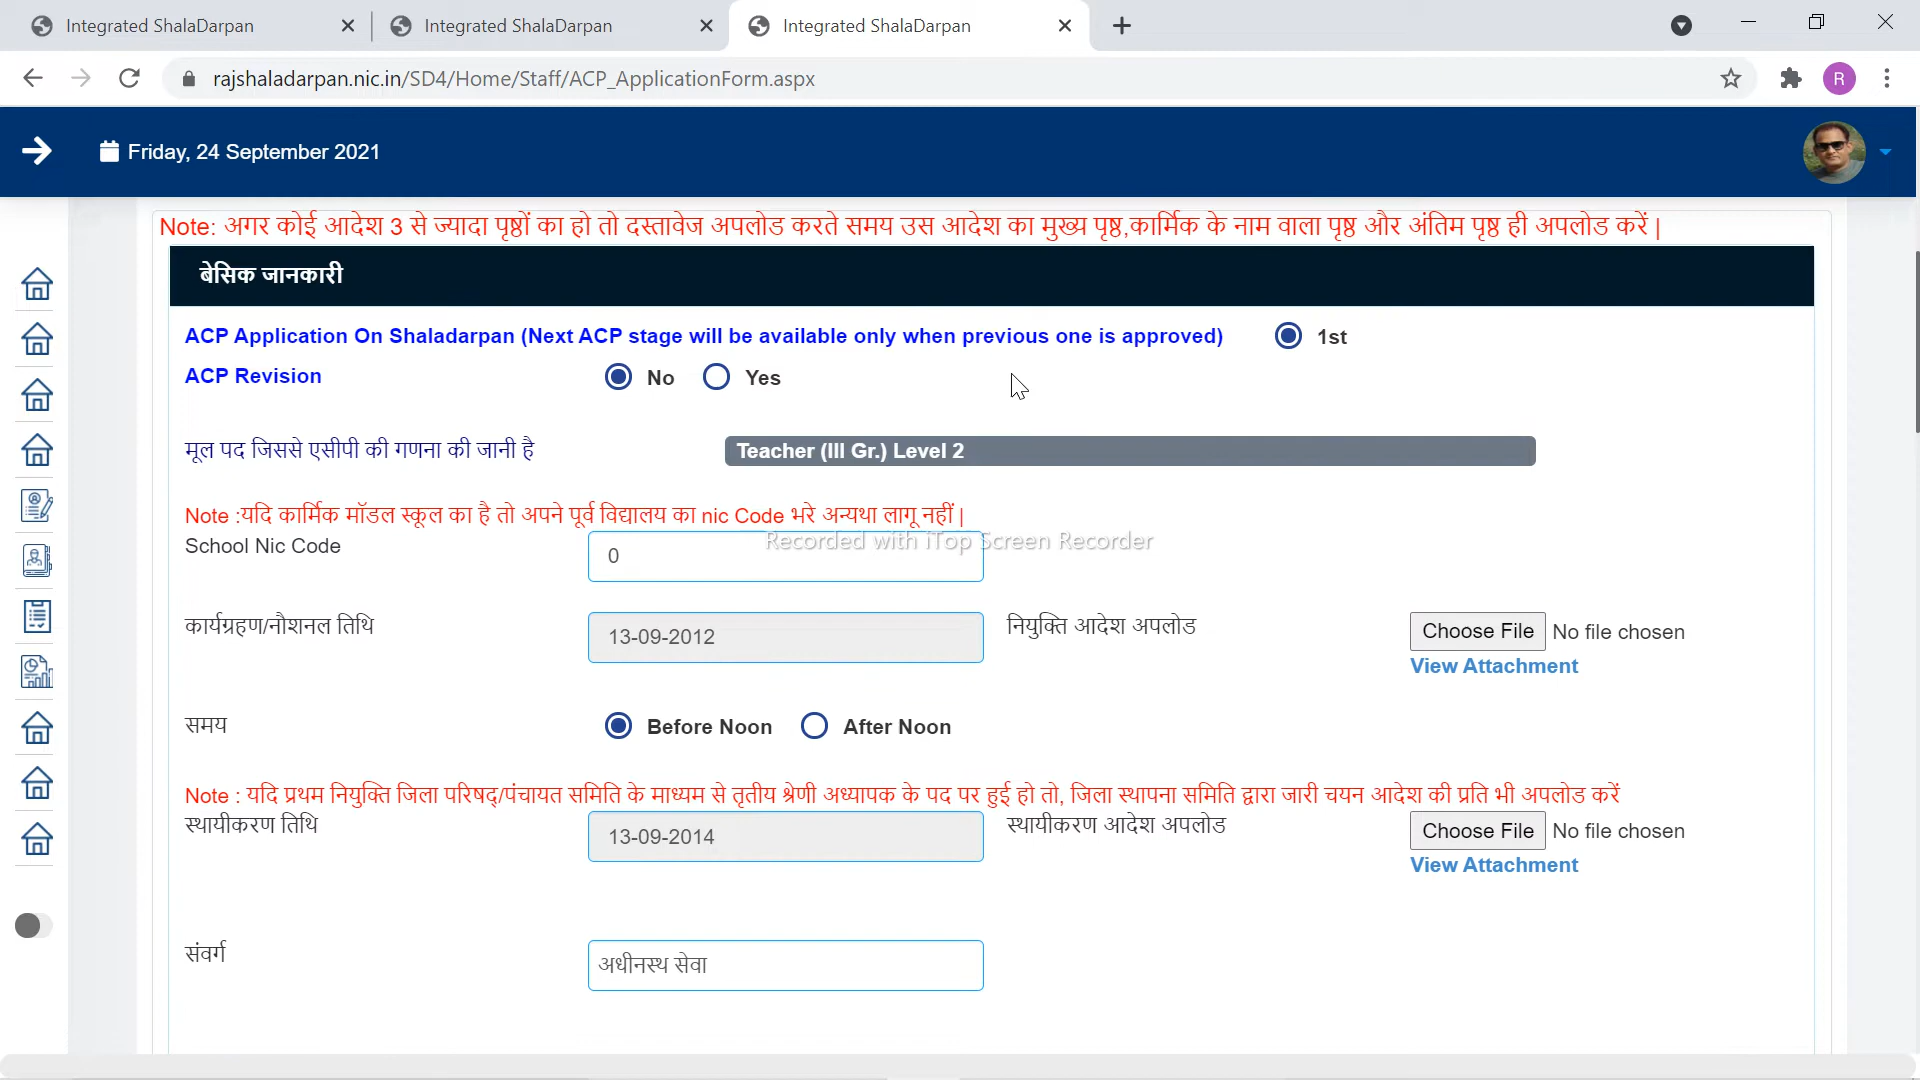 Integrated ShalaDarpan
Integrated ShalaDarpan
Integrated ShalaDarpan
rajshaladarpan.nic.in/SD4/Home/Staff/ACP_ApplicationForm.aspx
R
Friday, 24 September 2021
Note: अगर कोई आदेश 3 से ज्यादा पृष्ठों का हो तो दस्तावेज अपलोड करते समय उस आदेश का मुख्य पृष्ठ,कार्मिक के नाम वाला पृष्ठ और अंतिम पृष्ठ ही अपलोड करें |
बेसिक जानकारी
ACP Application On Shaladarpan (Next ACP stage will be available only when previous one is approved) 1st
ACP Revision No Yes
मूल पद जिससे एसीपी की गणना की जानी है Teacher (III Gr.) Level 2
Note :यदि कार्मिक मॉडल स्कूल का है तो अपने पूर्व विद्यालय का nic Code भरे अन्यथा लागू नहीं |
Recorded with iTop Screen Recorder
School Nic Code 0
कार्यग्रहण/नौशनल तिथि 13-09-2012 नियुक्ति आदेश अपलोड Choose File No file chosen
View Attachment
समय Before Noon After Noon
Note : यदि प्रथम नियुक्ति जिला परिषद्/पंचायत समिति के माध्यम से तृतीय श्रेणी अध्यापक के पद पर हुई हो तो, जिला स्थापना समिति द्वारा जारी चयन आदेश की प्रति भी अपलोड करें
स्थायीकरण तिथि 13-09-2014 स्थायीकरण आदेश अपलोड Choose File No file chosen
View Attachment
संवर्ग अधीनस्थ सेवा